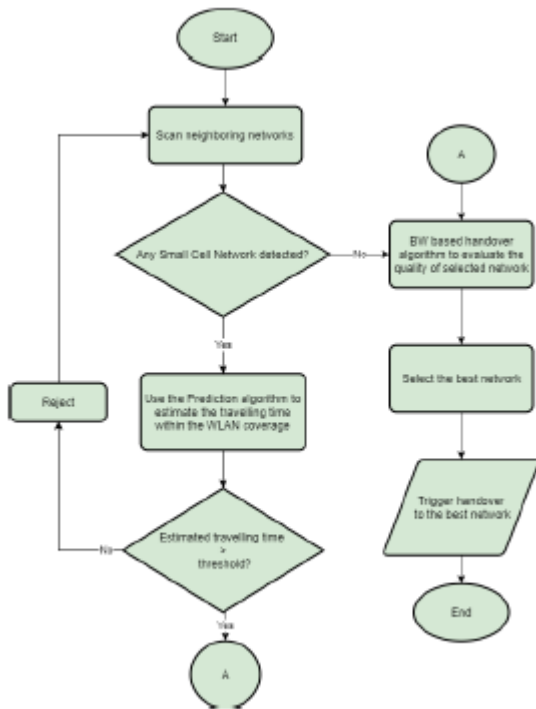 Start
Scan neighboring networks
Any Small Cell Network detected?
No
Yes
Use the Prediction algorithm to
estimate the travelling time
within the WLAN coverage
Reject
Estimated travelling time
>
threshold?
No
Yes
A
A
BW based handover
algorithm to evaluate the
quality of selected network
Select the best network
Trigger handover
to the best network
End